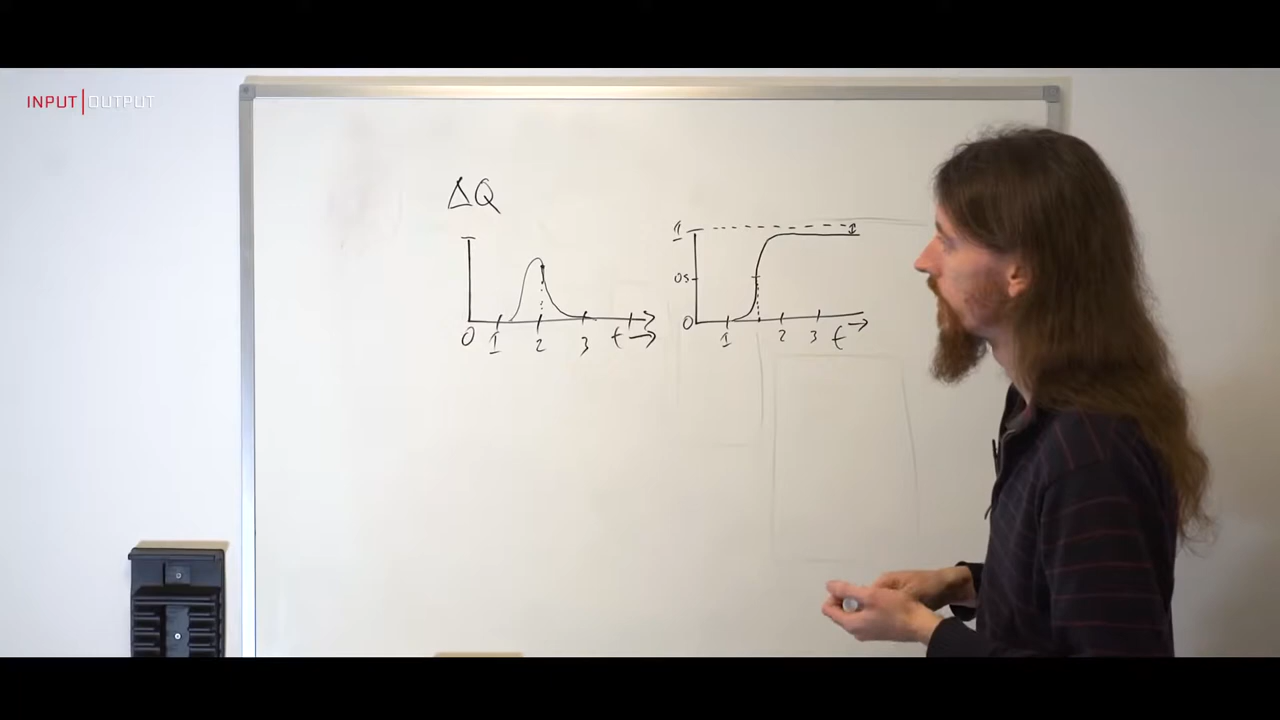 INPUT|OUTPUT
ΔQ
0 1 2 3 t
1
0.5
0 1 2 3 t